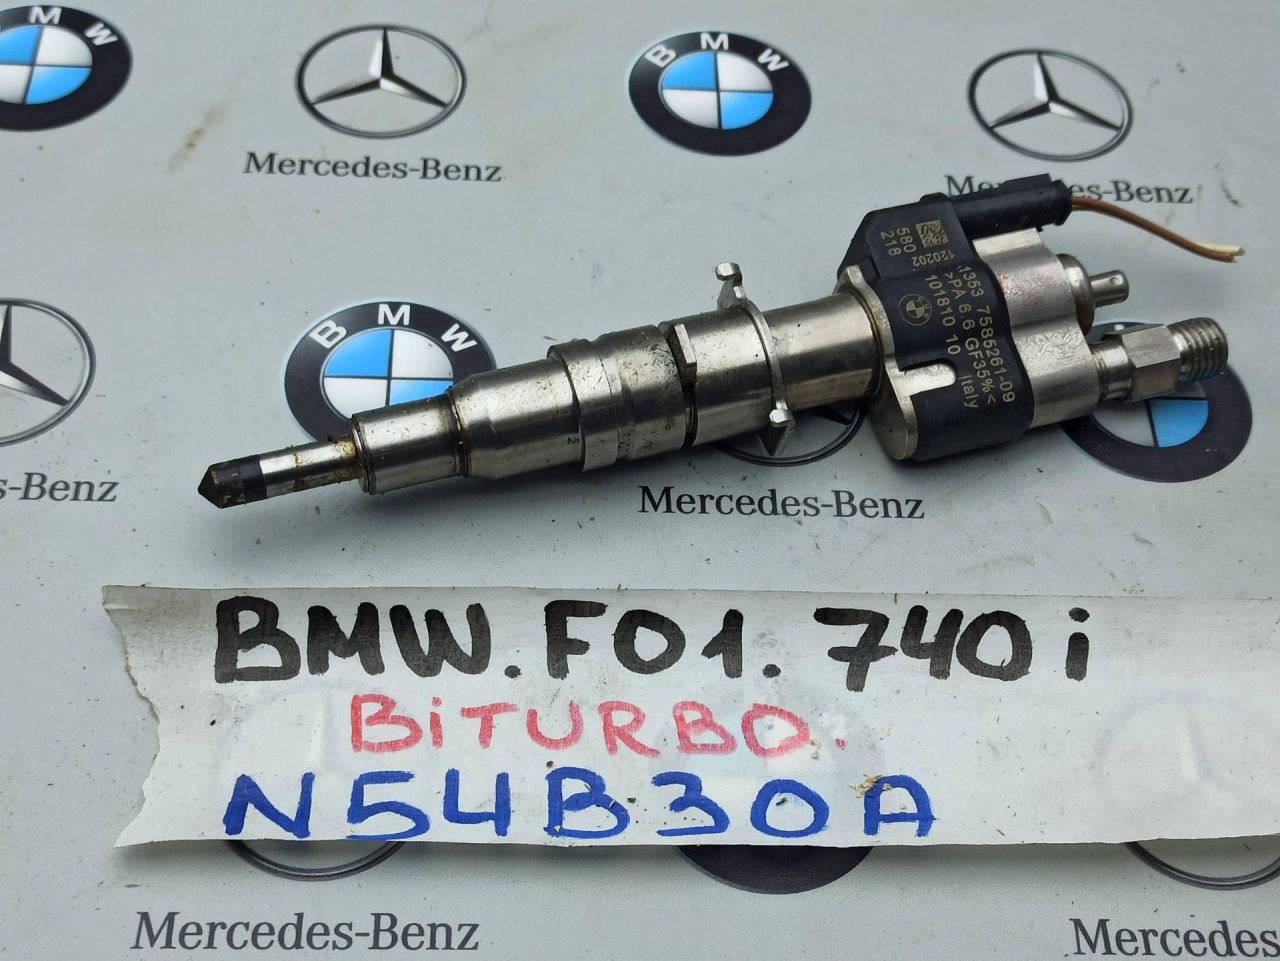 BMW
BMW
Mercedes-Benz
Mercedes-Benz
580
218
120202
1353 7585261-09
>PA 6.6 GF35%<
101810 10 Italy
BMW
s-Benz
Mercedes-Benz
BMW.F01.740i
BiTURBO.
N54B30A
Mercedes-Benz
Mercedes